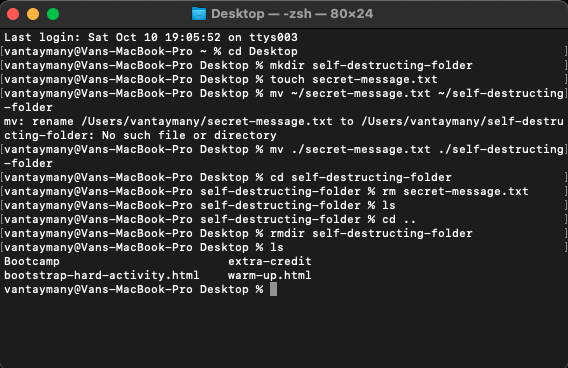 Desktop — -zsh — 80×24
Last login: Sat Oct 10 19:05:52 on ttys003
[vantaymany@Vans-MacBook-Pro ~ % cd Desktop ]
[vantaymany@Vans-MacBook-Pro Desktop % mkdir self-destructing-folder ]
[vantaymany@Vans-MacBook-Pro Desktop % touch secret-message.txt ]
[vantaymany@Vans-MacBook-Pro Desktop % mv ~/secret-message.txt ~/self-destructing]
-folder
mv: rename /Users/vantaymany/secret-message.txt to /Users/vantaymany/self-destru
cting-folder: No such file or directory
[vantaymany@Vans-MacBook-Pro Desktop % mv ./secret-message.txt ./self-destructing]
-folder
[vantaymany@Vans-MacBook-Pro Desktop % cd self-destructing-folder ]
[vantaymany@Vans-MacBook-Pro self-destructing-folder % rm secret-message.txt ]
[vantaymany@Vans-MacBook-Pro self-destructing-folder % ls ]
[vantaymany@Vans-MacBook-Pro self-destructing-folder % cd .. ]
[vantaymany@Vans-MacBook-Pro Desktop % rmdir self-destructing-folder ]
[vantaymany@Vans-MacBook-Pro Desktop % ls ]
Bootcamp extra-credit
bootstrap-hard-activity.html warm-up.html
vantaymany@Vans-MacBook-Pro Desktop %